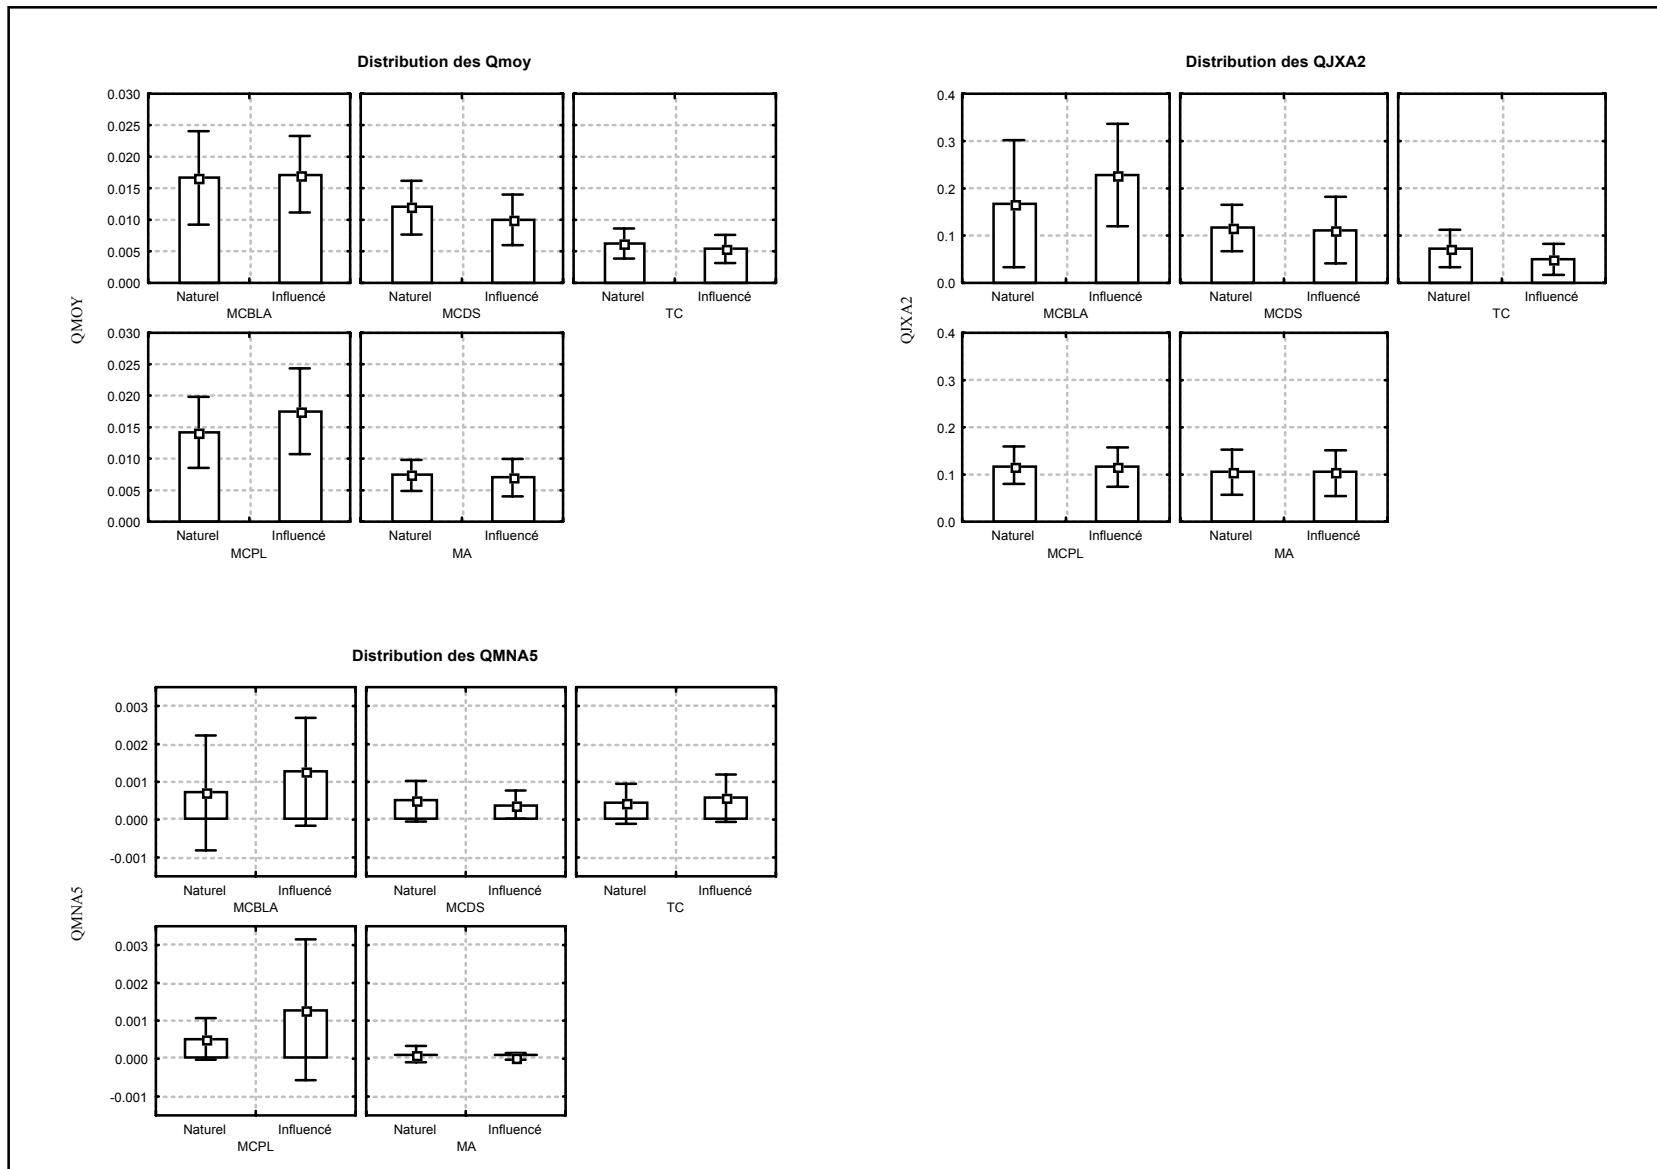 Distribution des Qmoy
QMOY
0.030
0.025
0.020
0.015
0.010
0.005
0.000
Naturel Influencé
MCBLA
Naturel Influencé
MCDS
Naturel Influencé
TC
0.030
0.025
0.020
0.015
0.010
0.005
0.000
Naturel Influencé
MCPL
Naturel Influencé
MA
Distribution des QJXA2
QJXA2
0.4
0.3
0.2
0.1
0.0
Naturel Influencé
MCBLA
Naturel Influencé
MCDS
Naturel Influencé
TC
0.4
0.3
0.2
0.1
0.0
Naturel Influencé
MCPL
Naturel Influencé
MA
Distribution des QMNA5
QMNA5
0.003
0.002
0.001
0.000
-0.001
Naturel Influencé
MCBLA
Naturel Influencé
MCDS
Naturel Influencé
TC
0.003
0.002
0.001
0.000
-0.001
Naturel Influencé
MCPL
Naturel Influencé
MA